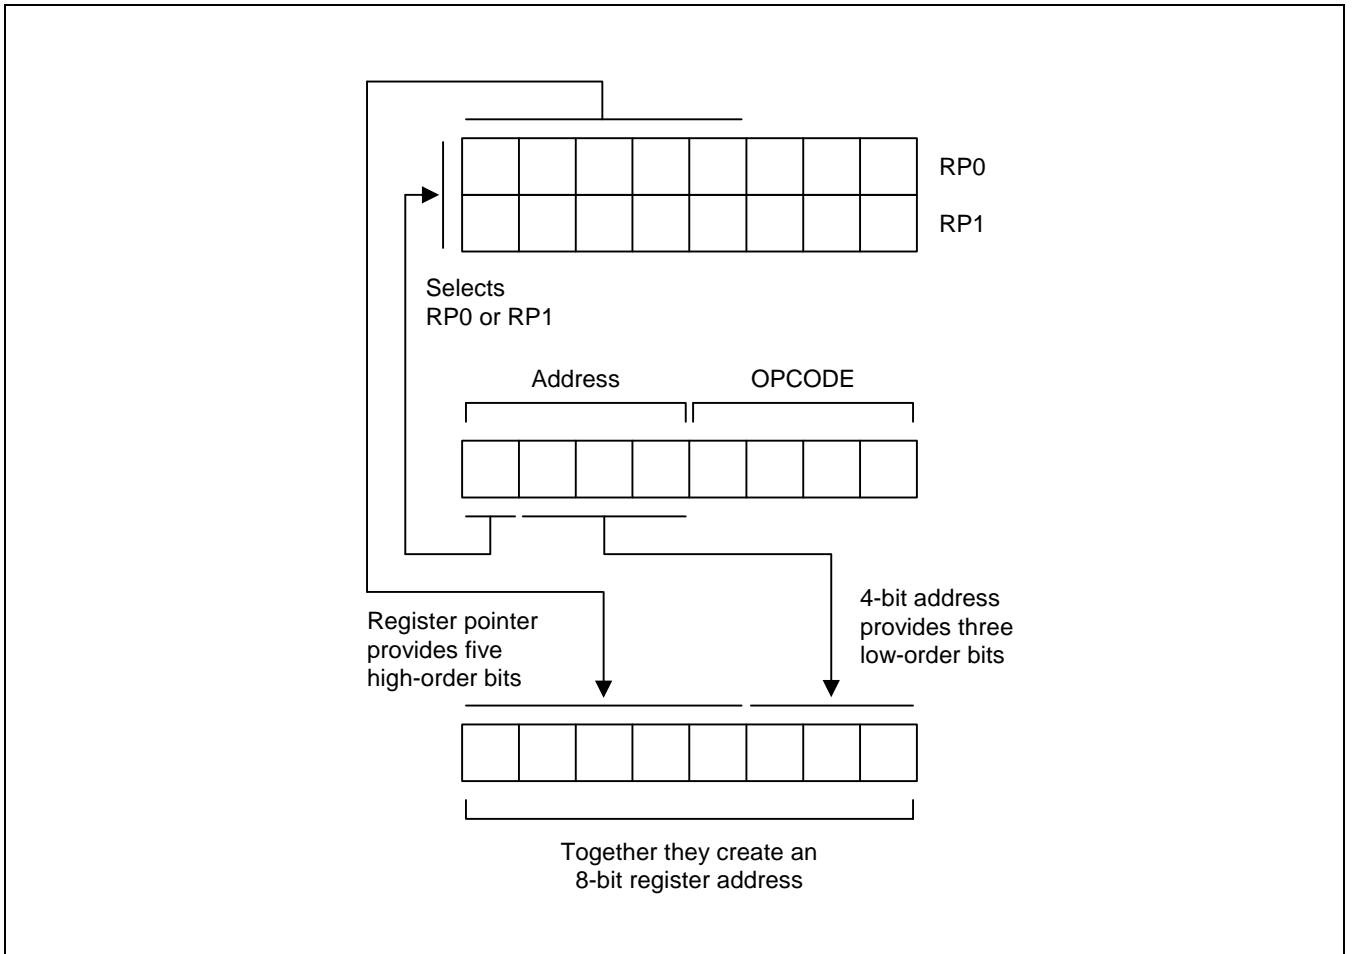 RP0
RP1
Selects
RP0 or RP1
Address
OPCODE
Register pointer
provides five
high-order bits
4-bit address
provides three
low-order bits
Together they create an
8-bit register address